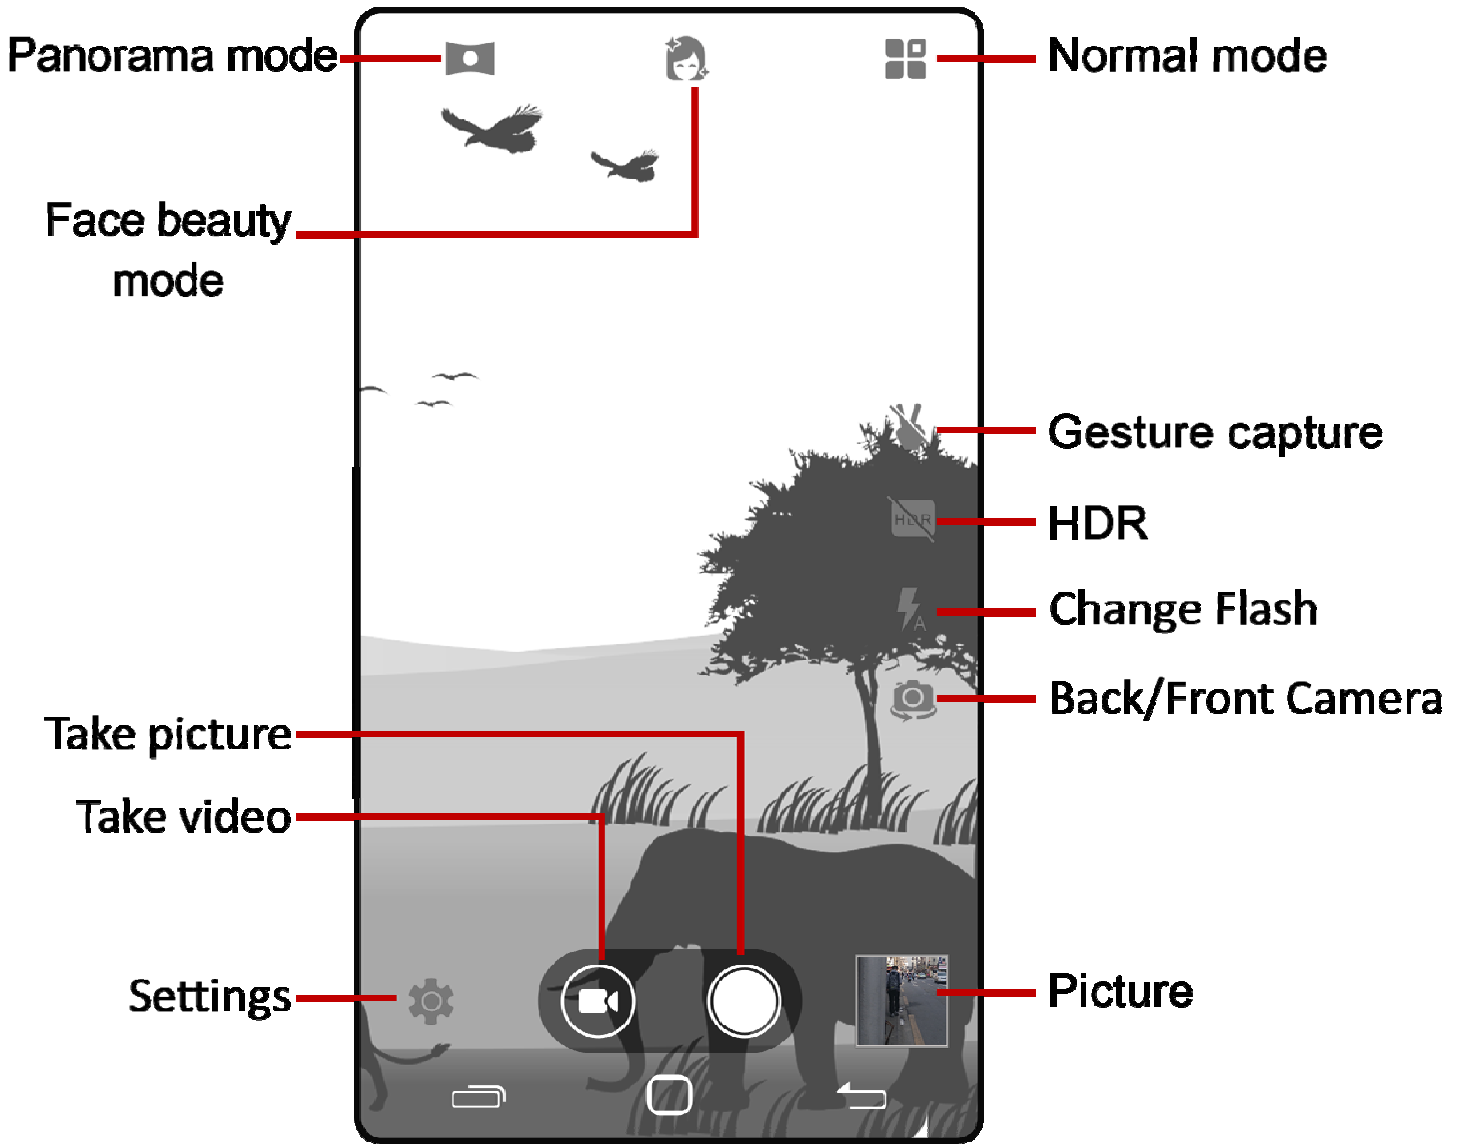 Panorama mode
Normal mode
Face beauty
mode
Gesture capture
HDR
HDR
Change Flash
A
Back/Front Camera
Take picture
Take video
Settings
Picture